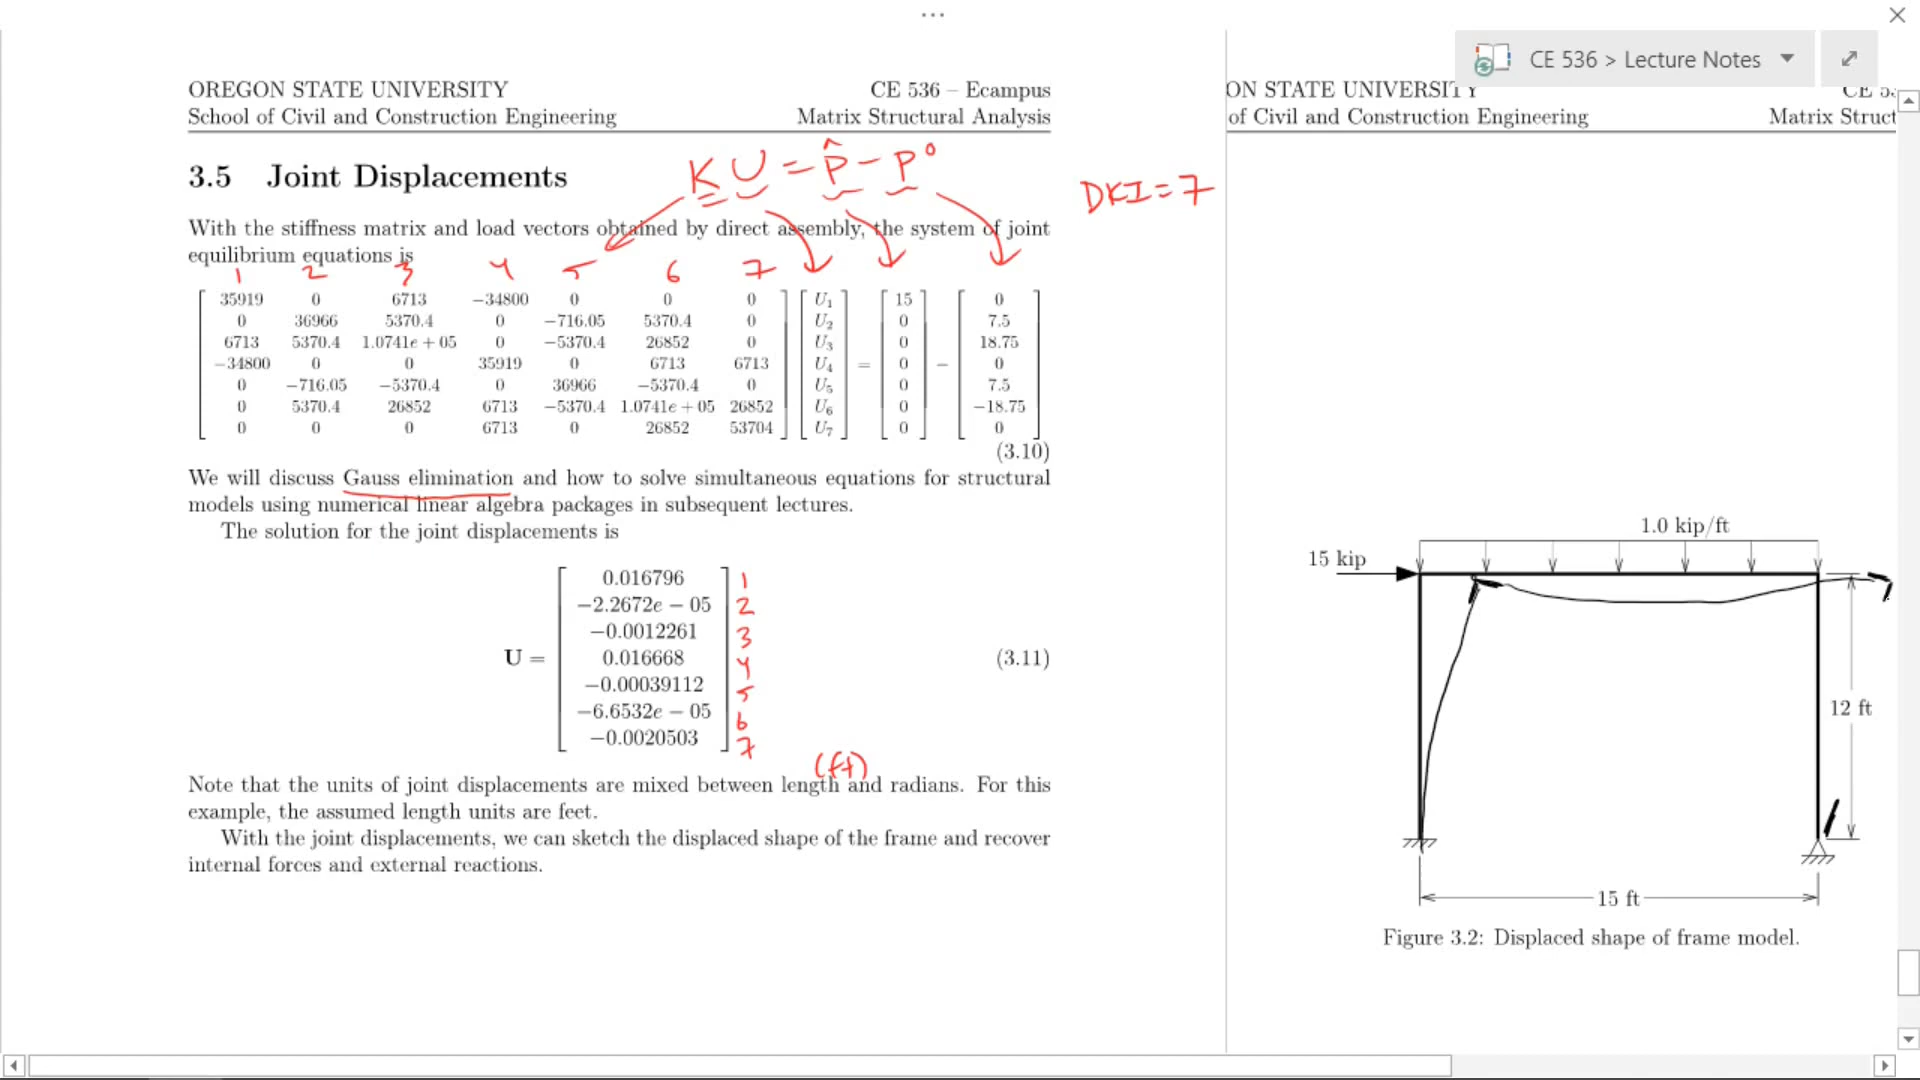 CE 536 > Lecture Notes
OREGON STATE UNIVERSITY CE 536 – Ecampus
School of Civil and Construction Engineering Matrix Structural Analysis
3.5 Joint Displacements
K U = P̂ − P⁰
DKI = 7
With the stiffness matrix and load vectors obtained by direct assembly, the system of joint
equilibrium equations is
1 2 3 4 5 6 7
35919 0 6713 −34800 0 0 0 U₁ 15 0
0 36966 5370.4 0 −716.05 5370.4 0 U₂ 0 7.5
6713 5370.4 1.0741e + 05 0 −5370.4 26852 0 U₃ 0 18.75
−34800 0 0 35919 0 6713 6713 U₄ = 0 − 0
0 −716.05 −5370.4 0 36966 −5370.4 0 U₅ 0 7.5
0 5370.4 26852 6713 −5370.4 1.0741e + 05 26852 U₆ 0 −18.75
0 0 0 6713 0 26852 53704 U₇ 0 0
(3.10)
We will discuss Gauss elimination and how to solve simultaneous equations for structural
models using numerical linear algebra packages in subsequent lectures.
The solution for the joint displacements is
0.016796 1
−2.2672e − 05 2
−0.0012261 3
U = 0.016668 4 (3.11)
−0.00039112 5
−6.6532e − 05 6
−0.0020503 7
(ft)
Note that the units of joint displacements are mixed between length and radians. For this
example, the assumed length units are feet.
With the joint displacements, we can sketch the displaced shape of the frame and recover
internal forces and external reactions.
ON STATE UNIVERSITY CE 53
of Civil and Construction Engineering Matrix Struct
1.0 kip/ft
15 kip
12 ft
15 ft
Figure 3.2: Displaced shape of frame model.